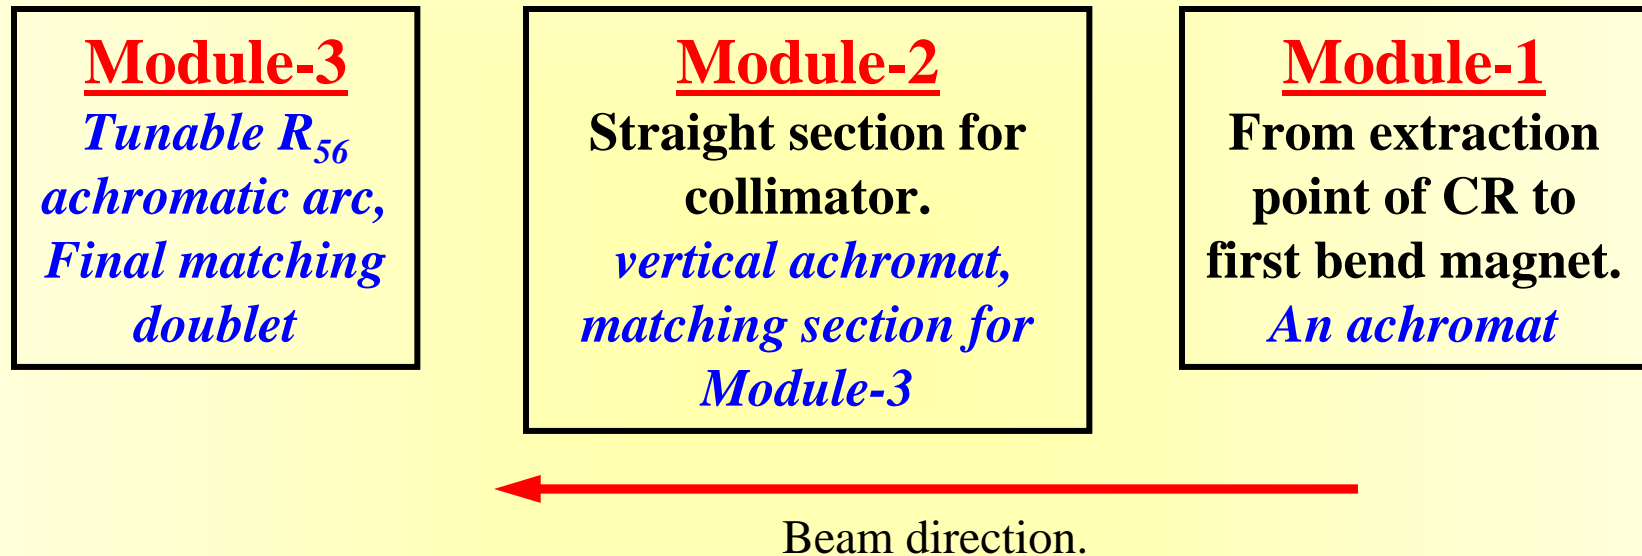 Module-3
Tunable R56
achromatic arc,
Final matching
doublet
Module-2
Straight section for
collimator.
vertical achromat,
matching section for
Module-3
Module-1
From extraction
point of CR to
first bend magnet.
An achromat
Beam direction.